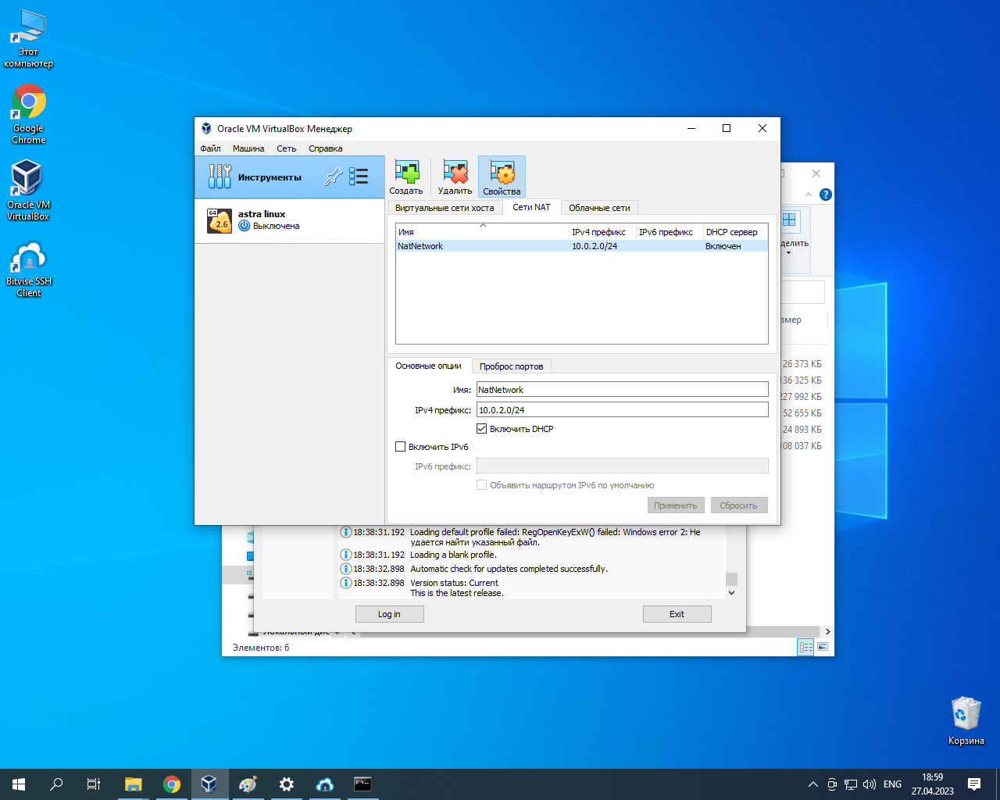 Этот
компьютер
Google
Chrome
Oracle VM
VirtualBox
Bitvise SSH
Client
Oracle VM VirtualBox Менеджер
Файл Машина Сеть Справка
Инструменты
64
2.6
astra linux
Выключена
Создать Удалить Свойства
Виртуальные сети хоста Сети NAT Облачные сети
Имя IPv4 префикс IPv6 префикс DHCP сервер
NatNetwork 10.0.2.0/24 Включен
Основные опции Проброс портов
Имя: NatNetwork
IPv4 префикс: 10.0.2.0/24
Включить DHCP
Включить IPv6
IPv6 префикс:
Объявить маршрутом IPv6 по умолчанию
Применить Сбросить
делить
змер
26 373 КБ
36 325 КБ
227 992 КБ
52 655 КБ
24 893 КБ
08 037 КБ
18:38:31.192 Loading default profile failed: RegOpenKeyExW() failed: Windows error 2: Не
удается найти указанный файл.
18:38:31.192 Loading a blank profile.
18:38:32.898 Automatic check for updates completed successfully.
18:38:32.898 Version status: Current
This is the latest release.
Log in Exit
Локальный дис
Элементов: 6
Корзина
ENG
18:59
27.04.2023